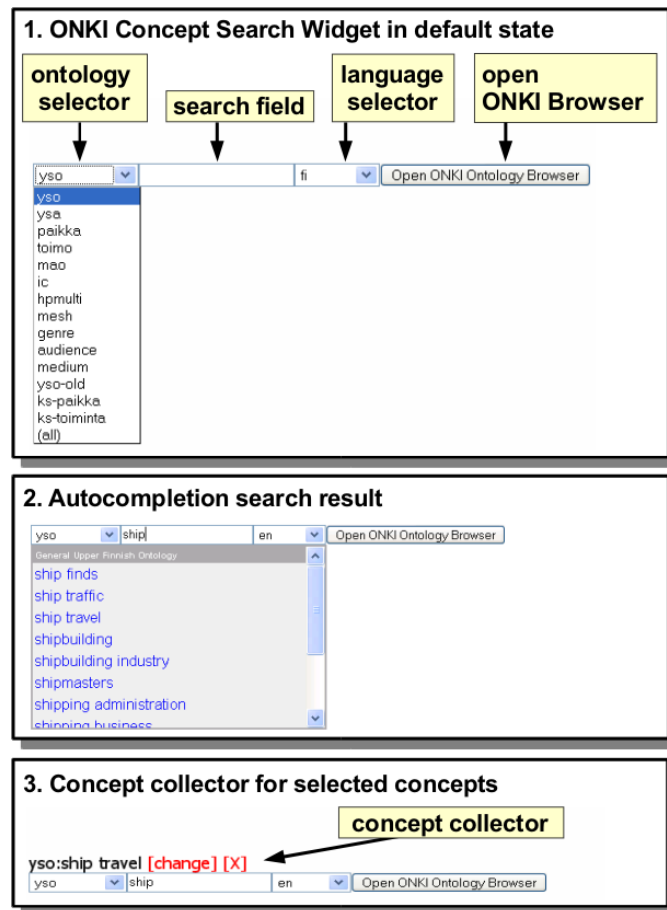 1. ONKI Concept Search Widget in default state
ontology selector
search field
language selector
open ONKI Browser
yso
fi
Open ONKI Ontology Browser
yso
ysa
paikka
toimo
mao
ic
hpmulti
mesh
genre
audience
medium
yso-old
ks-paikka
ks-toiminta
(all)
2. Autocompletion search result
yso ship en Open ONKI Ontology Browser
General Upper Finnish Ontology
ship finds
ship traffic
ship travel
shipbuilding
shipbuilding industry
shipmasters
shipping administration
shipping business
3. Concept collector for selected concepts
concept collector
yso:ship travel [change] [X]
yso ship en Open ONKI Ontology Browser